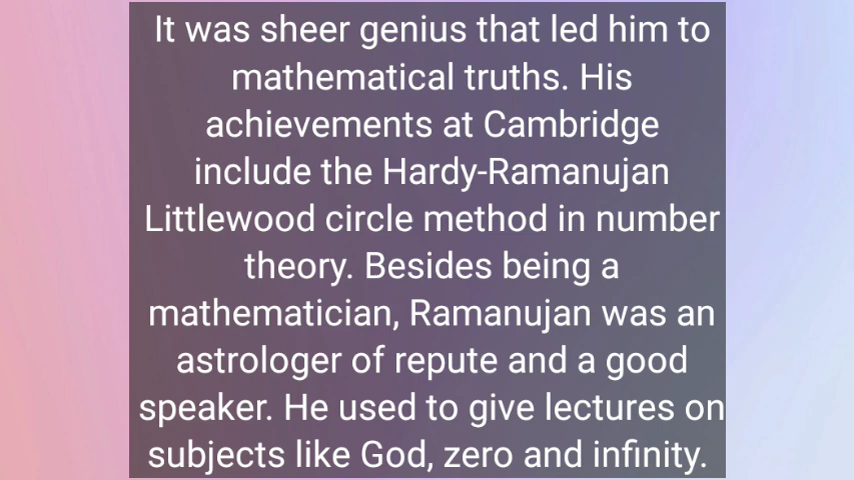 It was sheer genius that led him to
mathematical truths. His
achievements at Cambridge
include the Hardy-Ramanujan
Littlewood circle method in number
theory. Besides being a
mathematician, Ramanujan was an
astrologer of repute and a good
speaker. He used to give lectures on
subjects like God, zero and infinity.